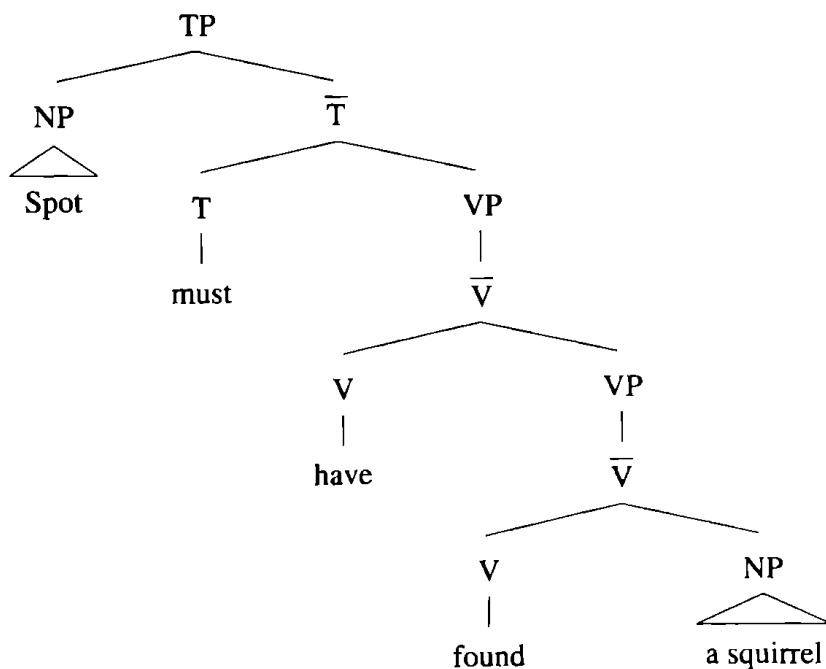 TP
NP T̅
Spot T VP
must V̅
V VP
have V̅
V NP
found a squirrel